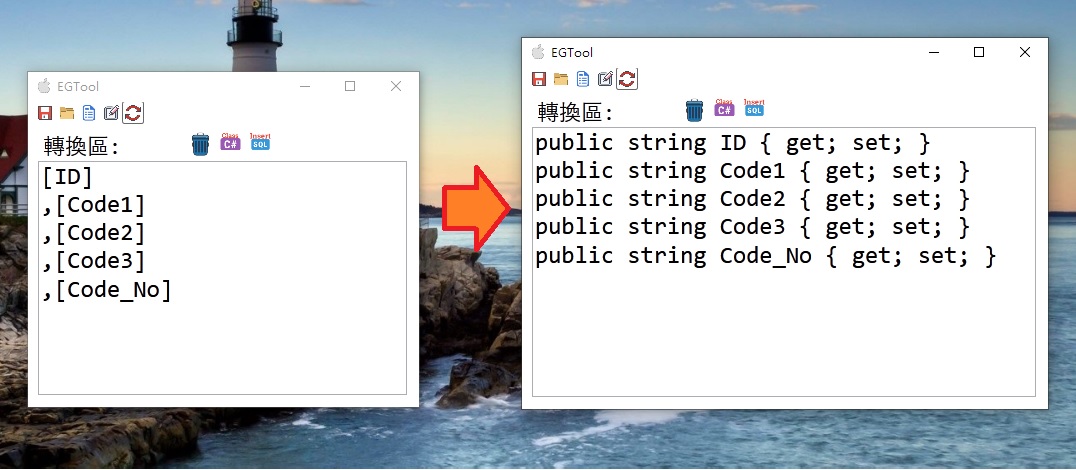 EGTool
轉換區:
Class
C#
Insert
SQL
[ID]
,[Code1]
,[Code2]
,[Code3]
,[Code_No]
EGTool
轉換區:
Class
C#
Insert
SQL
public string ID { get; set; }
public string Code1 { get; set; }
public string Code2 { get; set; }
public string Code3 { get; set; }
public string Code_No { get; set; }